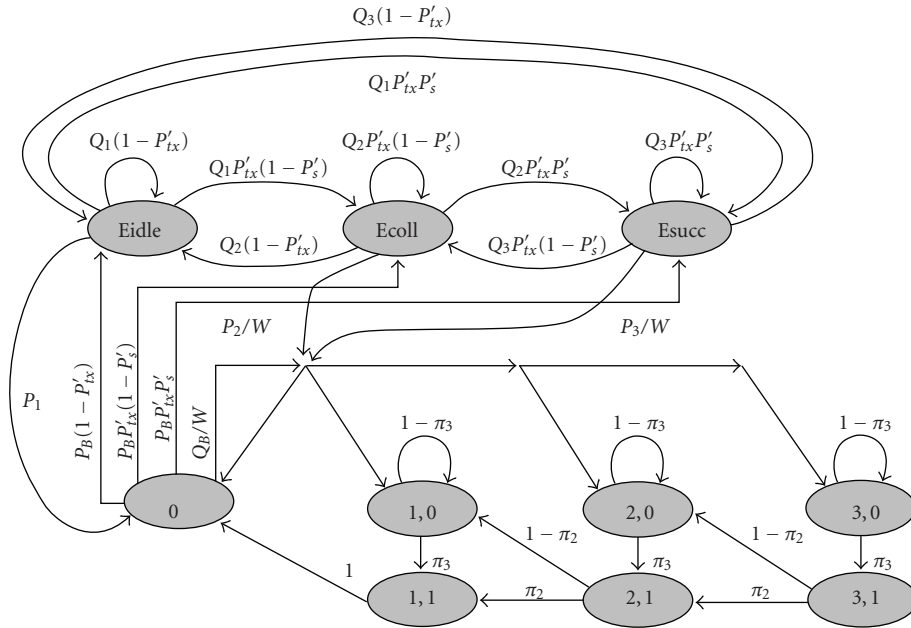 Q3(1 − P′tx)
Q1P′txP′s
Q1(1 − P′tx)
Q2P′tx(1 − P′s)
Q3P′txP′s
Q1P′tx(1 − P′s)
Q2P′txP′s
Eidle
Ecoll
Esucc
Q2(1 − P′tx)
Q3P′tx(1 − P′s)
P2/W
P3/W
P1
PB(1 − P′tx)
PBP′tx(1 − P′s)
PBP′txP′s
QB/W
1 − π3
1 − π3
1 − π3
0
1, 0
2, 0
3, 0
1 − π2
1 − π2
π3
π3
π3
1
π2
π2
1, 1
2, 1
3, 1